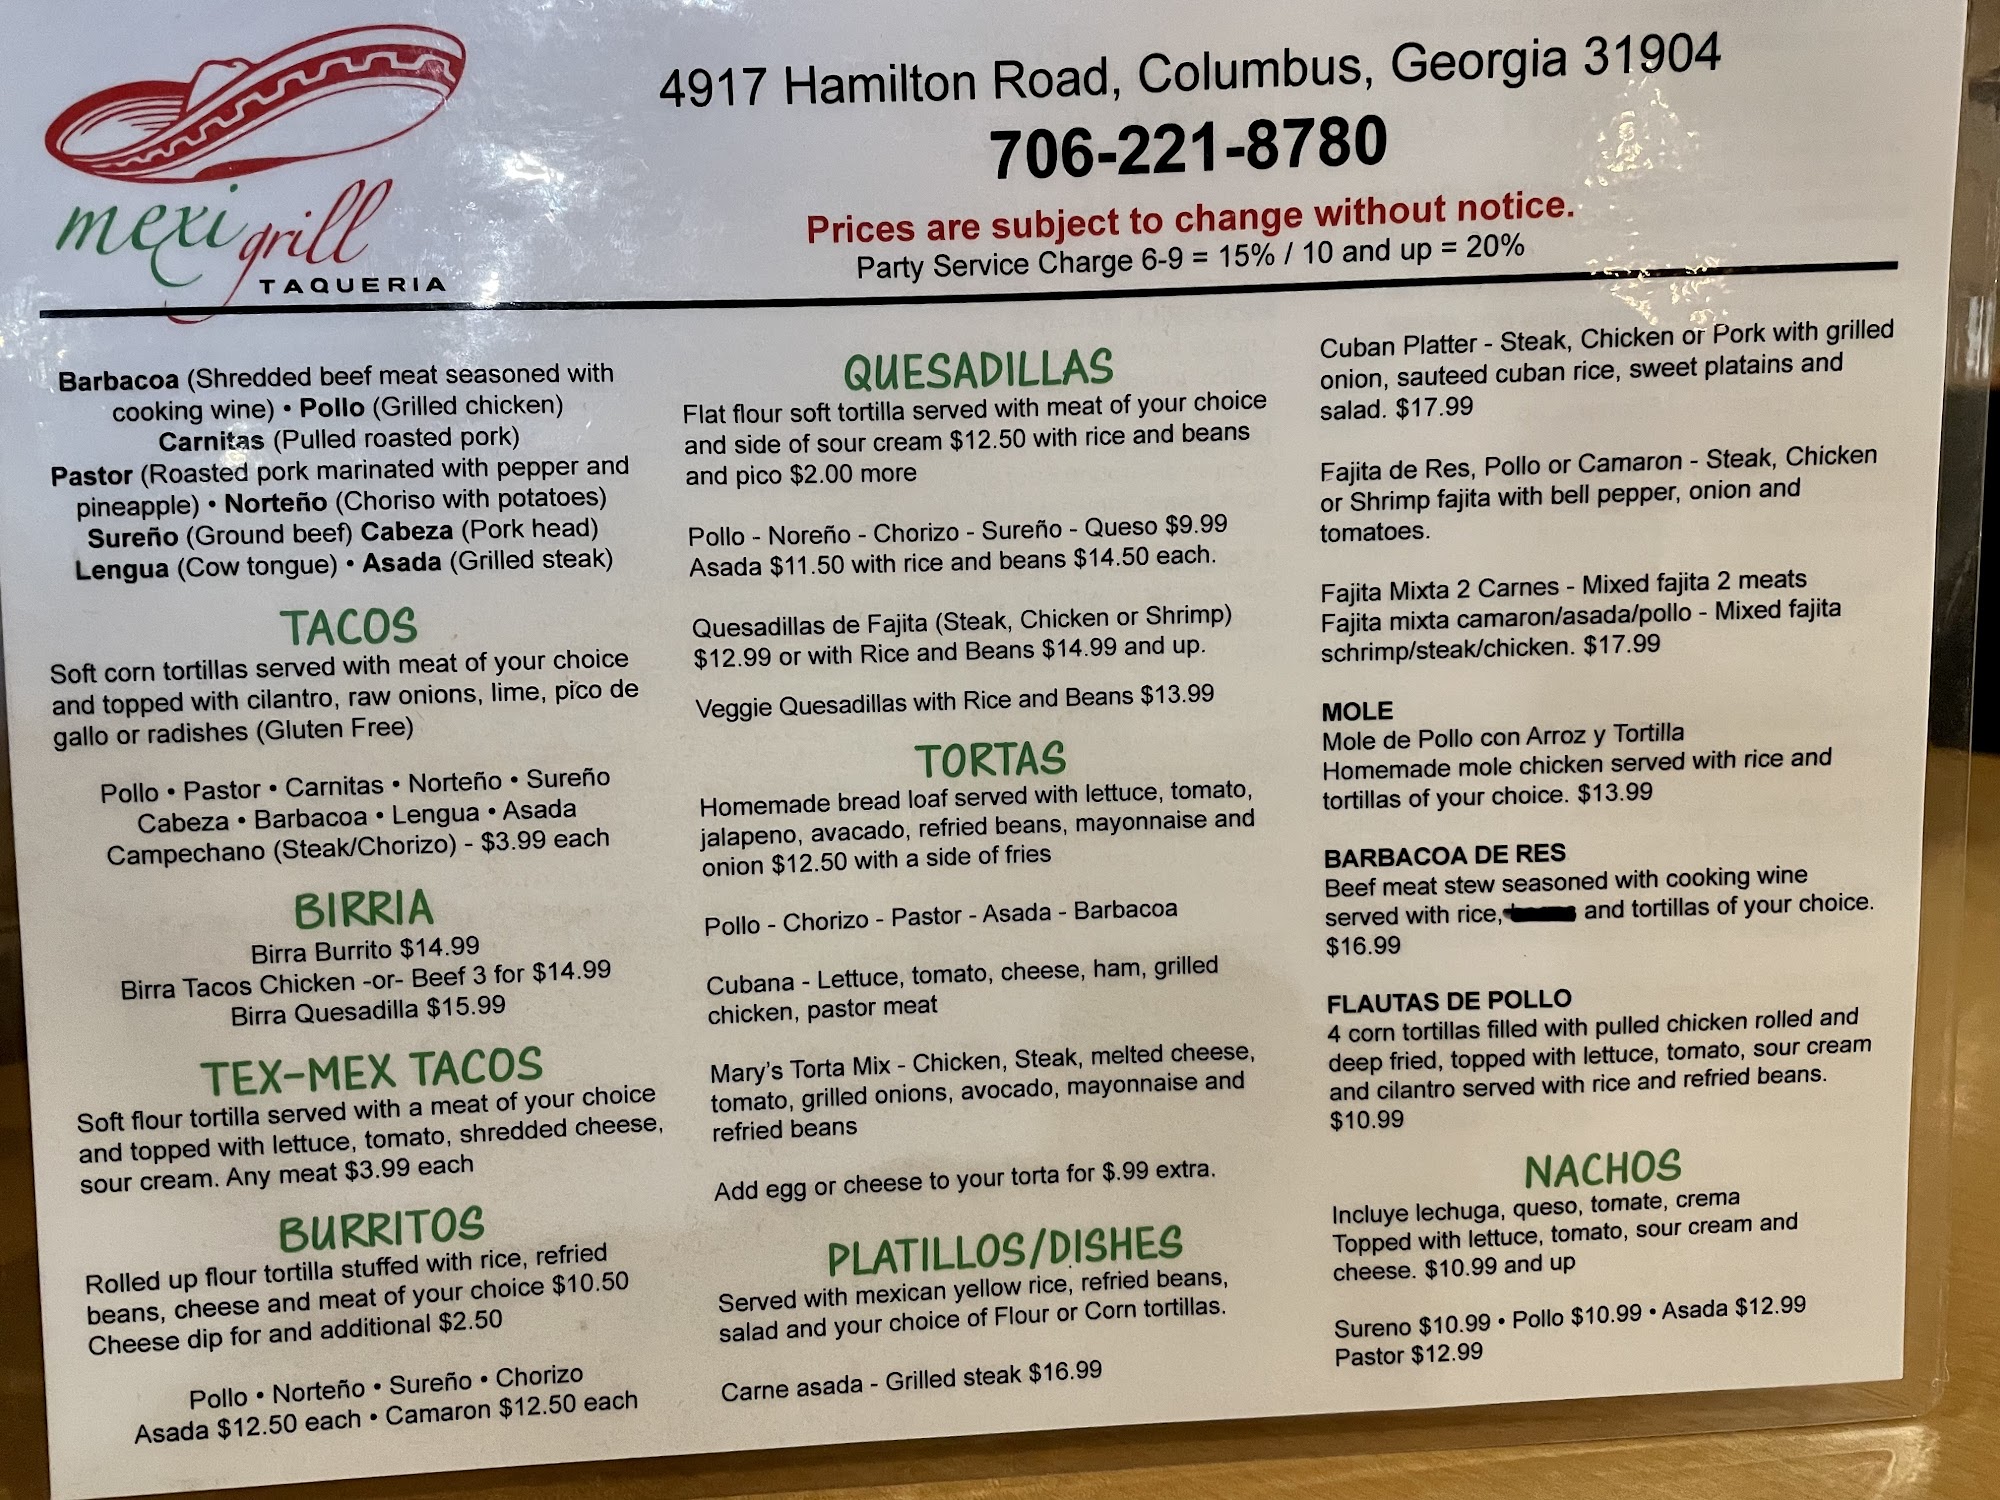 mexi grill
TAQUERIA
4917 Hamilton Road, Columbus, Georgia 31904
706-221-8780
Prices are subject to change without notice.
Party Service Charge 6-9 = 15% / 10 and up = 20%
Barbacoa (Shredded beef meat seasoned with
cooking wine) • Pollo (Grilled chicken)
Carnitas (Pulled roasted pork)
Pastor (Roasted pork marinated with pepper and
pineapple) • Norteño (Choriso with potatoes)
Sureño (Ground beef) Cabeza (Pork head)
Lengua (Cow tongue) • Asada (Grilled steak)
TACOS
Soft corn tortillas served with meat of your choice
and topped with cilantro, raw onions, lime, pico de
gallo or radishes (Gluten Free)
Pollo • Pastor • Carnitas • Norteño • Sureño
Cabeza • Barbacoa • Lengua • Asada
Campechano (Steak/Chorizo) - $3.99 each
BIRRIA
Birra Burrito $14.99
Birra Tacos Chicken -or- Beef 3 for $14.99
Birra Quesadilla $15.99
TEX-MEX TACOS
Soft flour tortilla served with a meat of your choice
and topped with lettuce, tomato, shredded cheese,
sour cream. Any meat $3.99 each
BURRITOS
Rolled up flour tortilla stuffed with rice, refried
beans, cheese and meat of your choice $10.50
Cheese dip for and additional $2.50
Pollo • Norteño • Sureño • Chorizo
Asada $12.50 each • Camaron $12.50 each
QUESADILLAS
Flat flour soft tortilla served with meat of your choice
and side of sour cream $12.50 with rice and beans
and pico $2.00 more
Pollo - Noreño - Chorizo - Sureño - Queso $9.99
Asada $11.50 with rice and beans $14.50 each.
Quesadillas de Fajita (Steak, Chicken or Shrimp)
$12.99 or with Rice and Beans $14.99 and up.
Veggie Quesadillas with Rice and Beans $13.99
TORTAS
Homemade bread loaf served with lettuce, tomato,
jalapeno, avacado, refried beans, mayonnaise and
onion $12.50 with a side of fries
Pollo - Chorizo - Pastor - Asada - Barbacoa
Cubana - Lettuce, tomato, cheese, ham, grilled
chicken, pastor meat
Mary's Torta Mix - Chicken, Steak, melted cheese,
tomato, grilled onions, avocado, mayonnaise and
refried beans
Add egg or cheese to your torta for $.99 extra.
PLATILLOS/DISHES
Served with mexican yellow rice, refried beans,
salad and your choice of Flour or Corn tortillas.
Carne asada - Grilled steak $16.99
Cuban Platter - Steak, Chicken or Pork with grilled
onion, sauteed cuban rice, sweet platains and
salad. $17.99
Fajita de Res, Pollo or Camaron - Steak, Chicken
or Shrimp fajita with bell pepper, onion and
tomatoes.
Fajita Mixta 2 Carnes - Mixed fajita 2 meats
Fajita mixta camaron/asada/pollo - Mixed fajita
schrimp/steak/chicken. $17.99
MOLE
Mole de Pollo con Arroz y Tortilla
Homemade mole chicken served with rice and
tortillas of your choice. $13.99
BARBACOA DE RES
Beef meat stew seasoned with cooking wine
served with rice, and tortillas of your choice.
$16.99
FLAUTAS DE POLLO
4 corn tortillas filled with pulled chicken rolled and
deep fried, topped with lettuce, tomato, sour cream
and cilantro served with rice and refried beans.
$10.99
NACHOS
Incluye lechuga, queso, tomate, crema
Topped with lettuce, tomato, sour cream and
cheese. $10.99 and up
Sureno $10.99 • Pollo $10.99 • Asada $12.99
Pastor $12.99